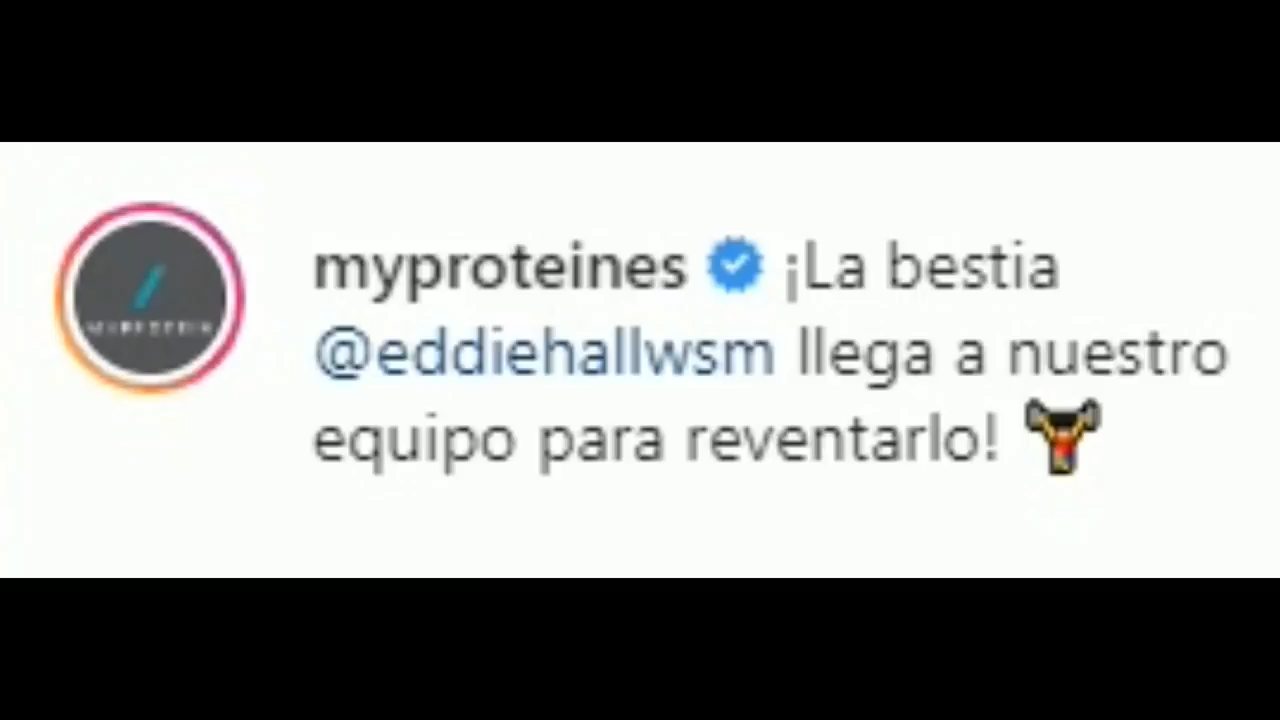 myproteines ¡La bestia
@eddiehallwsm llega a nuestro
equipo para reventarlo!